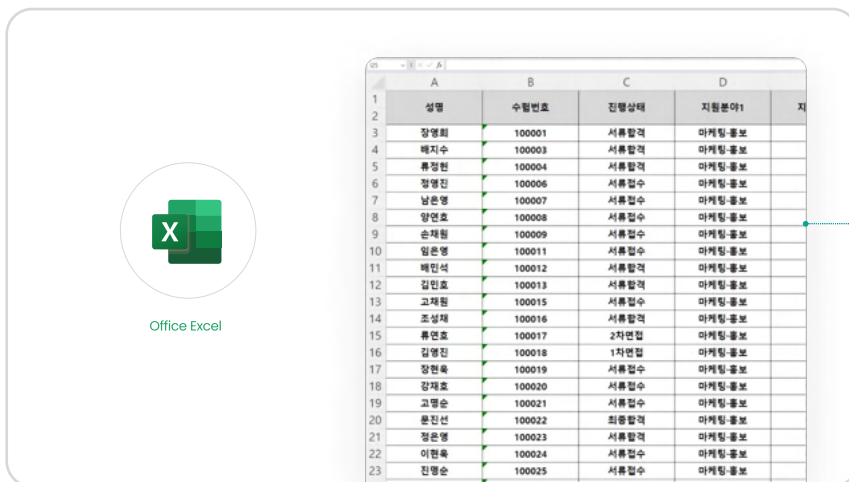 X
Office Excel
A B C D
1 2 성명 수험번호 진행상태 지원분야1 지
3 장영희 100001 서류합격 마케팅-홍보
4 배지수 100003 서류합격 마케팅-홍보
5 류정헌 100004 서류합격 마케팅-홍보
6 정영진 100006 서류접수 마케팅-홍보
7 남은영 100007 서류접수 마케팅-홍보
8 양연호 100008 서류접수 마케팅-홍보
9 손채원 100009 서류접수 마케팅-홍보
10 임은영 100011 서류접수 마케팅-홍보
11 배민석 100012 서류합격 마케팅-홍보
12 김민호 100013 서류합격 마케팅-홍보
13 고채원 100015 서류접수 마케팅-홍보
14 조성재 100016 서류합격 마케팅-홍보
15 류연호 100017 2차면접 마케팅-홍보
16 김영진 100018 1차면접 마케팅-홍보
17 장현욱 100019 서류접수 마케팅-홍보
18 강재호 100020 서류접수 마케팅-홍보
19 고명순 100021 서류접수 마케팅-홍보
20 문진선 100022 최종합격 마케팅-홍보
21 정은영 100023 서류합격 마케팅-홍보
22 이현욱 100024 서류접수 마케팅-홍보
23 진명순 100025 서류접수 마케팅-홍보